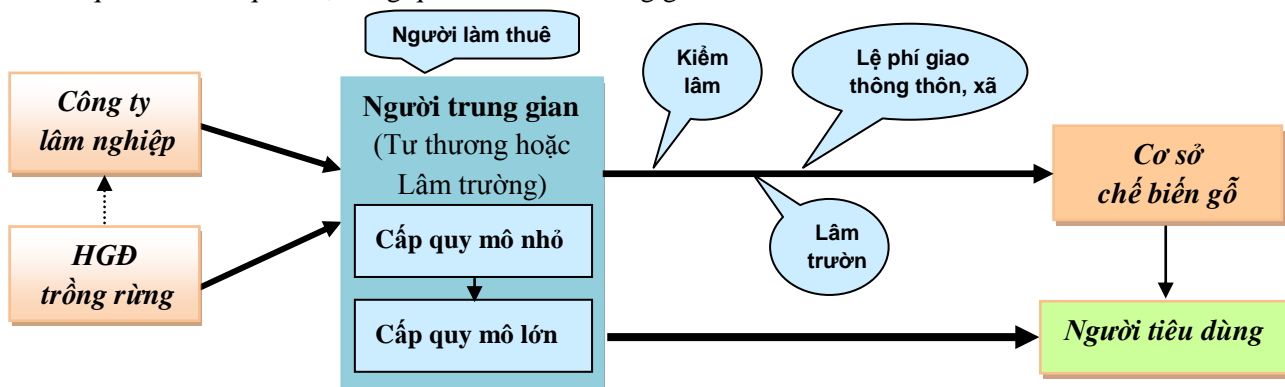 Người làm thuê
Công ty
lâm nghiệp
HGĐ
trồng rừng
Người trung gian
(Tư thương hoặc
Lâm trường)
Cấp quy mô nhỏ
Cấp quy mô lớn
Kiểm
lâm
Lệ phí giao
thông thôn, xã
Lâm
trườn
Cơ sở
chế biến gỗ
Người tiêu dùng